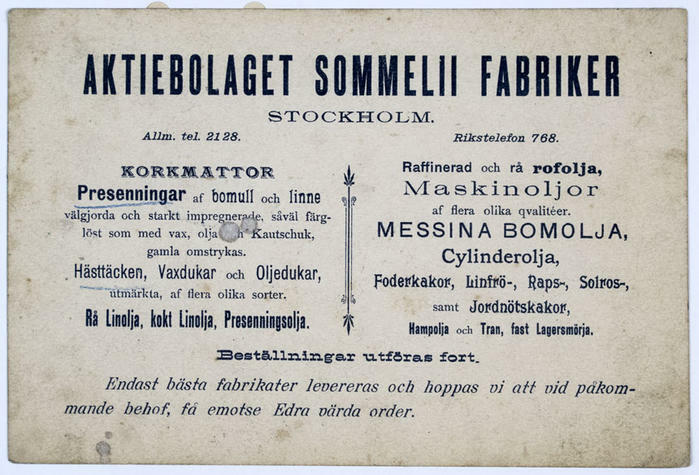 AKTIEBOLAGET SOMMELII FABRIKER
STOCKHOLM.
Allm. tel. 2128.
Rikstelefon 768.
KORKMATTOR
Presenningar af bomull och linne
välgjorda och starkt impregnerade, såväl färg-
löst som med vax, olja Kautschuk,
gamla omstrykas.
Hästtäcken, Vaxdukar och Oljedukar,
utmärkta, af flera olika sorter.
Rå Linolja, kokt Linolja, Presenningsolja.
Raffinerad och rå rofolja,
Maskinoljor
af flera olika qvalitéer.
MESSINA BOMOLJA,
Cylinderolja,
Foderkakor, Linfrö-, Raps-, Solros-,
samt Jordnötskakor,
Hampolja och Tran, fast Lagersmörja.
Beställningar utföras fort.
Endast bästa fabrikater levereras och hoppas vi att vid påkom-
mande behof, få emotse Edra värda order.